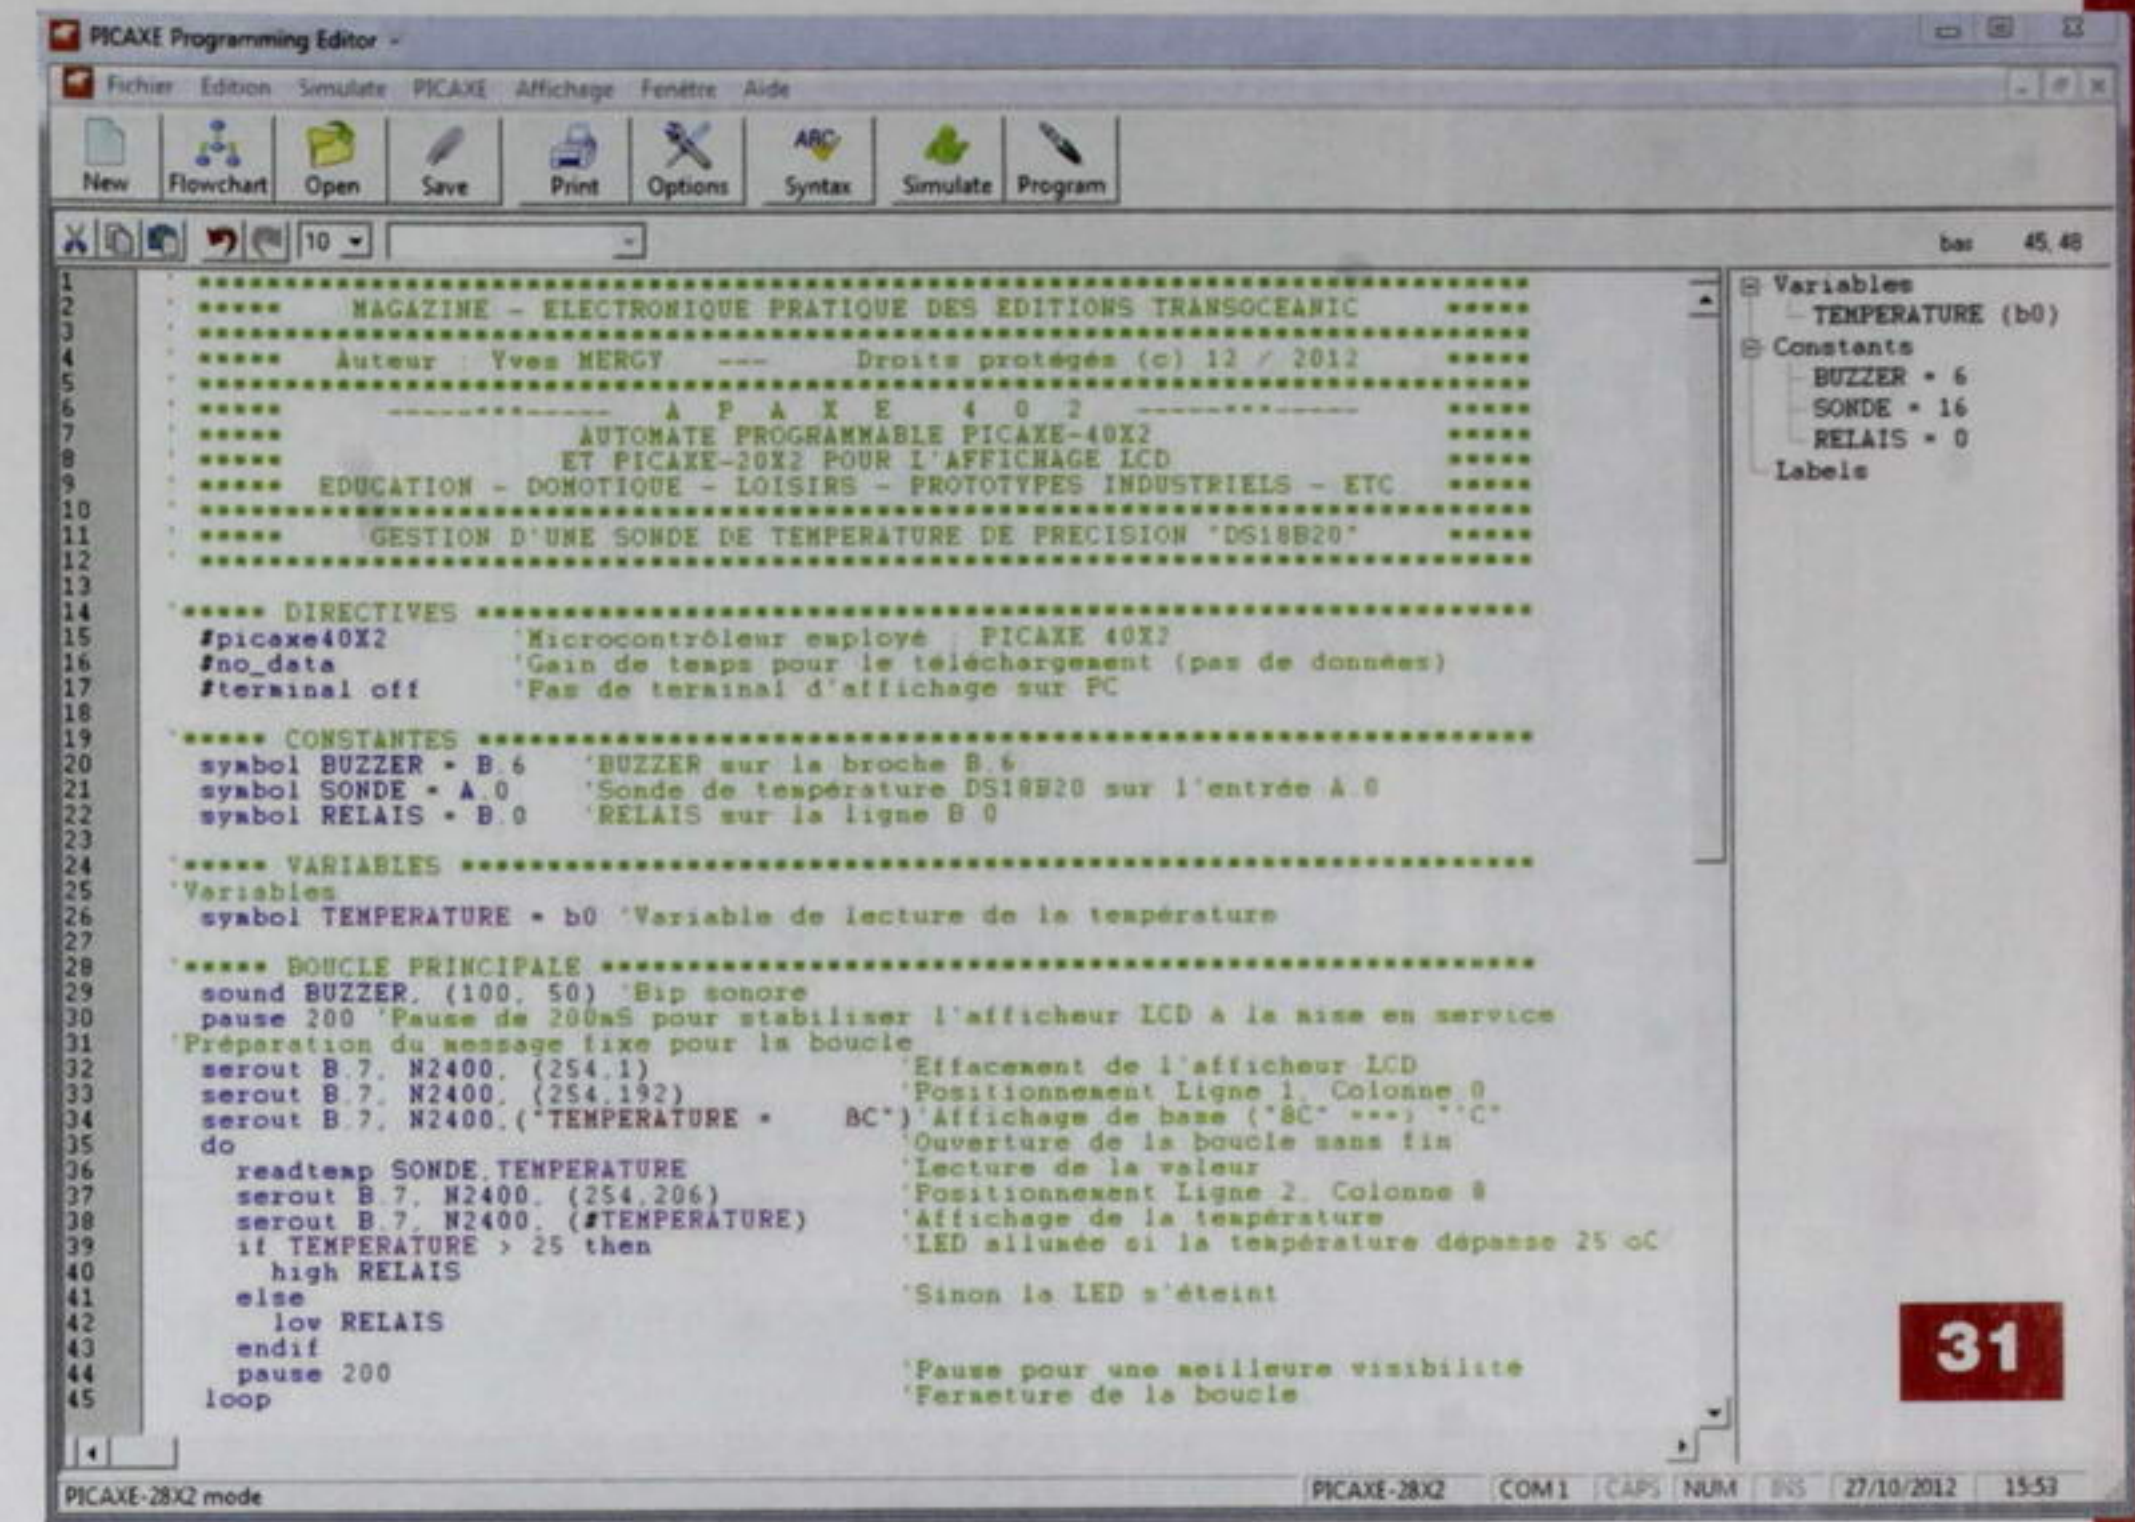 PICAXE Programming Editor -
Fichier Edition Simulate PICAXE Affichage Fenêtre Aide
New Flowchart Open Save Print Options ABC Syntax Simulate Program
10
bas 45, 48
1 ' *****************************************************************************
2 ' ***** MAGAZINE - ELECTRONIQUE PRATIQUE DES EDITIONS TRANSOCEANIC *****
3 ' *****************************************************************************
4 ' ***** Auteur : Yves MERGY --- Droits protégés (c) 12 / 2012 *****
5 ' *****************************************************************************
6 ' ***** -----***----- A P A X E 4 0 2 -----***----- *****
7 ' ***** AUTOMATE PROGRAMMABLE PICAXE-40X2 *****
8 ' ***** ET PICAXE-20X2 POUR L'AFFICHAGE LCD *****
9 ' ***** EDUCATION - DOMOTIQUE - LOISIRS - PROTOTYPES INDUSTRIELS - ETC *****
10 ' *****************************************************************************
11 ' ***** GESTION D'UNE SONDE DE TEMPERATURE DE PRECISION "DS18B20" *****
12 ' *****************************************************************************
13
14 '***** DIRECTIVES *************************************************************
15 #picaxe40X2 'Microcontrôleur employé : PICAXE 40X2
16 #no_data 'Gain de temps pour le téléchargement (pas de données)
17 #terminal off 'Pas de terminal d'affichage sur PC
18
19 '***** CONSTANTES *************************************************************
20 symbol BUZZER = B.6 'BUZZER sur la broche B.6
21 symbol SONDE = A.0 'Sonde de température DS18B20 sur l'entrée A.0
22 symbol RELAIS = B.0 'RELAIS sur la ligne B.0
23
24 '***** VARIABLES **************************************************************
25 'Variables
26 symbol TEMPERATURE = b0 'Variable de lecture de la température
27
28 '***** BOUCLE PRINCIPALE ******************************************************
29 sound BUZZER, (100, 50) 'Bip sonore
30 pause 200 'Pause de 200mS pour stabiliser l'afficheur LCD à la mise en service
31 'Préparation du message fixe pour la boucle
32 serout B.7, N2400, (254,1) 'Effacement de l'afficheur LCD
33 serout B.7, N2400, (254,192) 'Positionnement Ligne 1, Colonne 0
34 serout B.7, N2400,("TEMPERATURE = BC") 'Affichage de base ("BC" ===) "°C"
35 do 'Ouverture de la boucle sans fin
36 readtemp SONDE,TEMPERATURE 'Lecture de la valeur
37 serout B.7, N2400, (254,206) 'Positionnement Ligne 2, Colonne 8
38 serout B.7, N2400, (#TEMPERATURE) 'Affichage de la température
39 if TEMPERATURE > 25 then 'LED allumée si la température dépasse 25 oC
40 high RELAIS
41 else 'Sinon la LED s'éteint
42 low RELAIS
43 endif
44 pause 200 'Pause pour une meilleure visibilité
45 loop 'Fermeture de la boucle
Variables
TEMPERATURE (b0)
Constants
BUZZER = 6
SONDE = 16
RELAIS = 0
Labels
31
PICAXE-28X2 mode PICAXE-28X2 COM1 CAPS NUM INS 27/10/2012 15:53